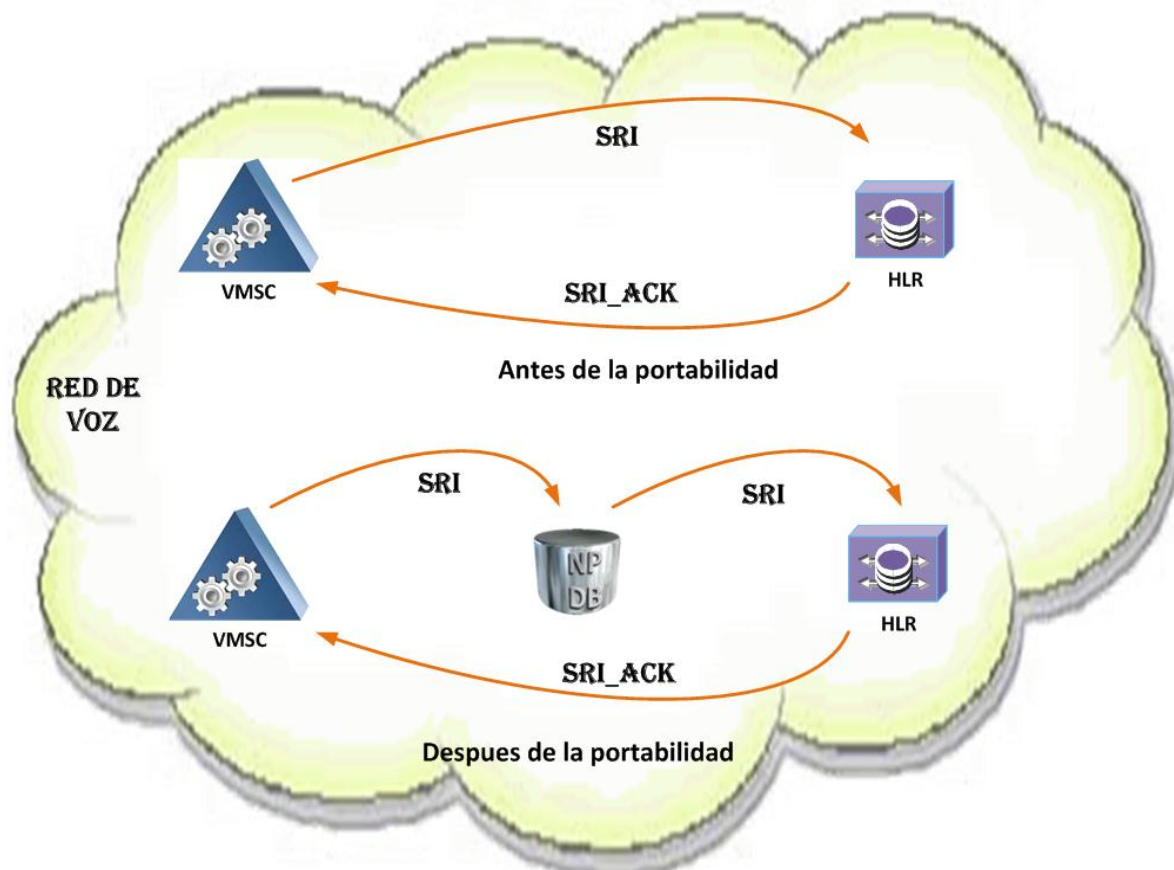 SRI
VMSC
HLR
SRI_ACK
Antes de la portabilidad
RED DE
VOZ
SRI
SRI
NP
DB
VMSC
HLR
SRI_ACK
Despues de la portabilidad